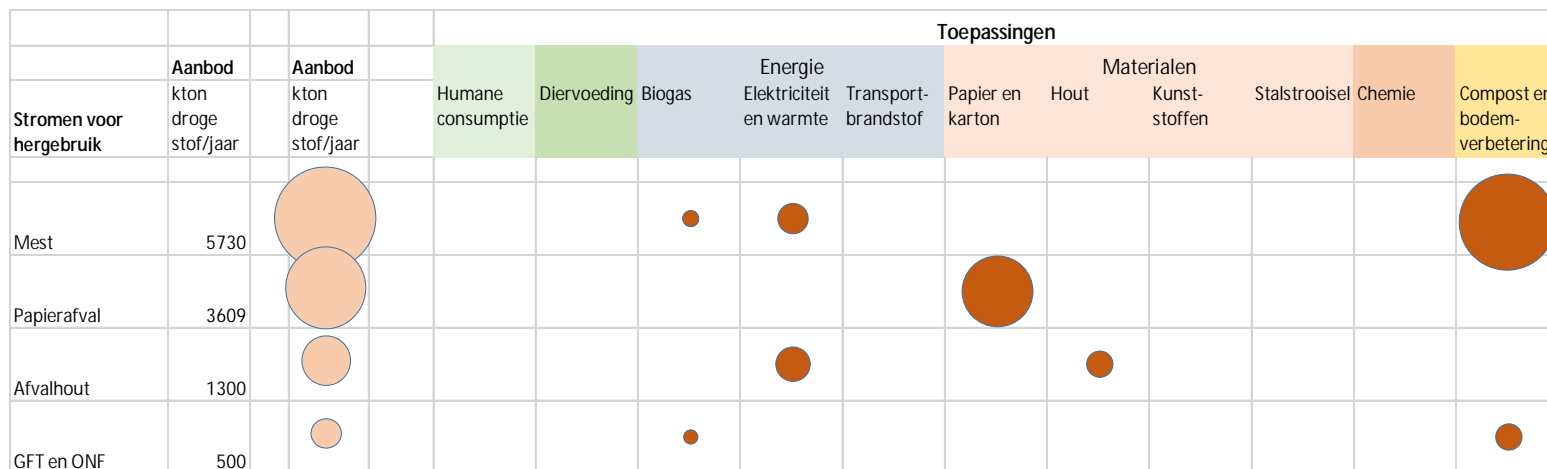 Toepassingen
Aanbod Aanbod Energie Materialen
kton kton Humane Diervoeding Biogas Elektriciteit Transport- Papier en Hout Kunst- Stalstrooisel Chemie Compost en
Stromen voor droge droge consumptie en warmte brandstof karton stoffen bodem-
hergebruik stof/jaar stof/jaar verbetering
Mest 5730
Papierafval 3609
Afvalhout 1300
GFT en ONF 500